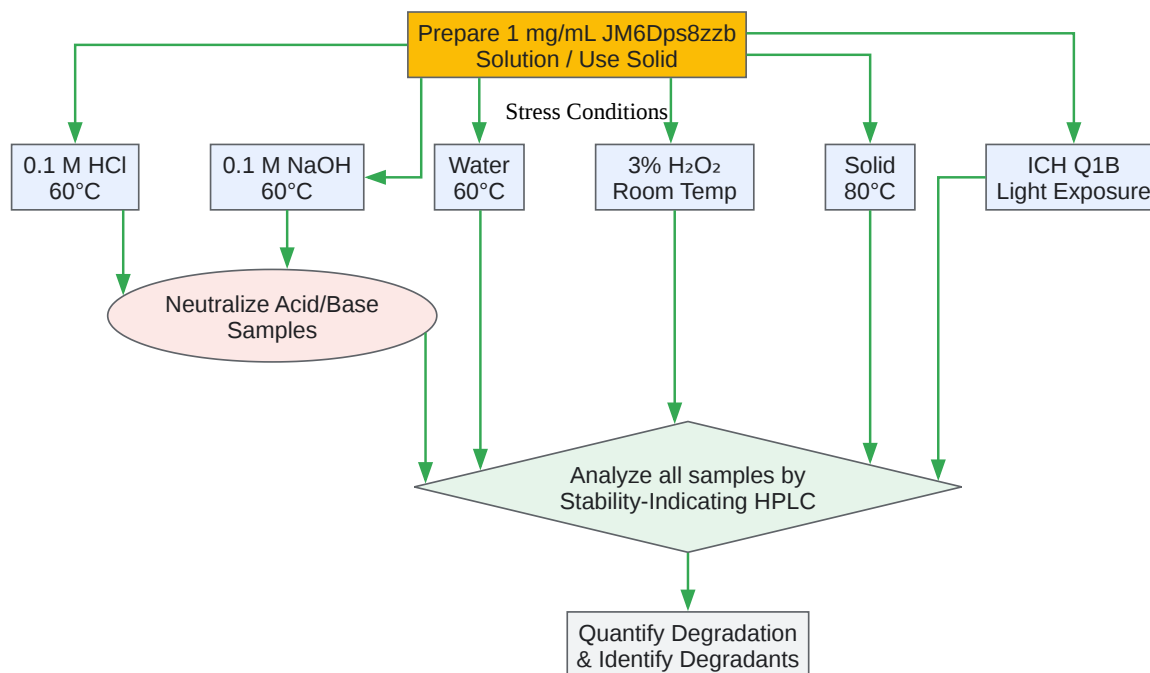 Prepare 1 mg/mL JM6Dps8zzb
Solution / Use Solid
Stress Conditions
0.1 M HCl
60°C
0.1 M NaOH
60°C
Water
60°C
3% H₂O₂
Room Temp
Solid
80°C
ICH Q1B
Light Exposure
Neutralize Acid/Base
Samples
Analyze all samples by
Stability-Indicating HPLC
Quantify Degradation
& Identify Degradants